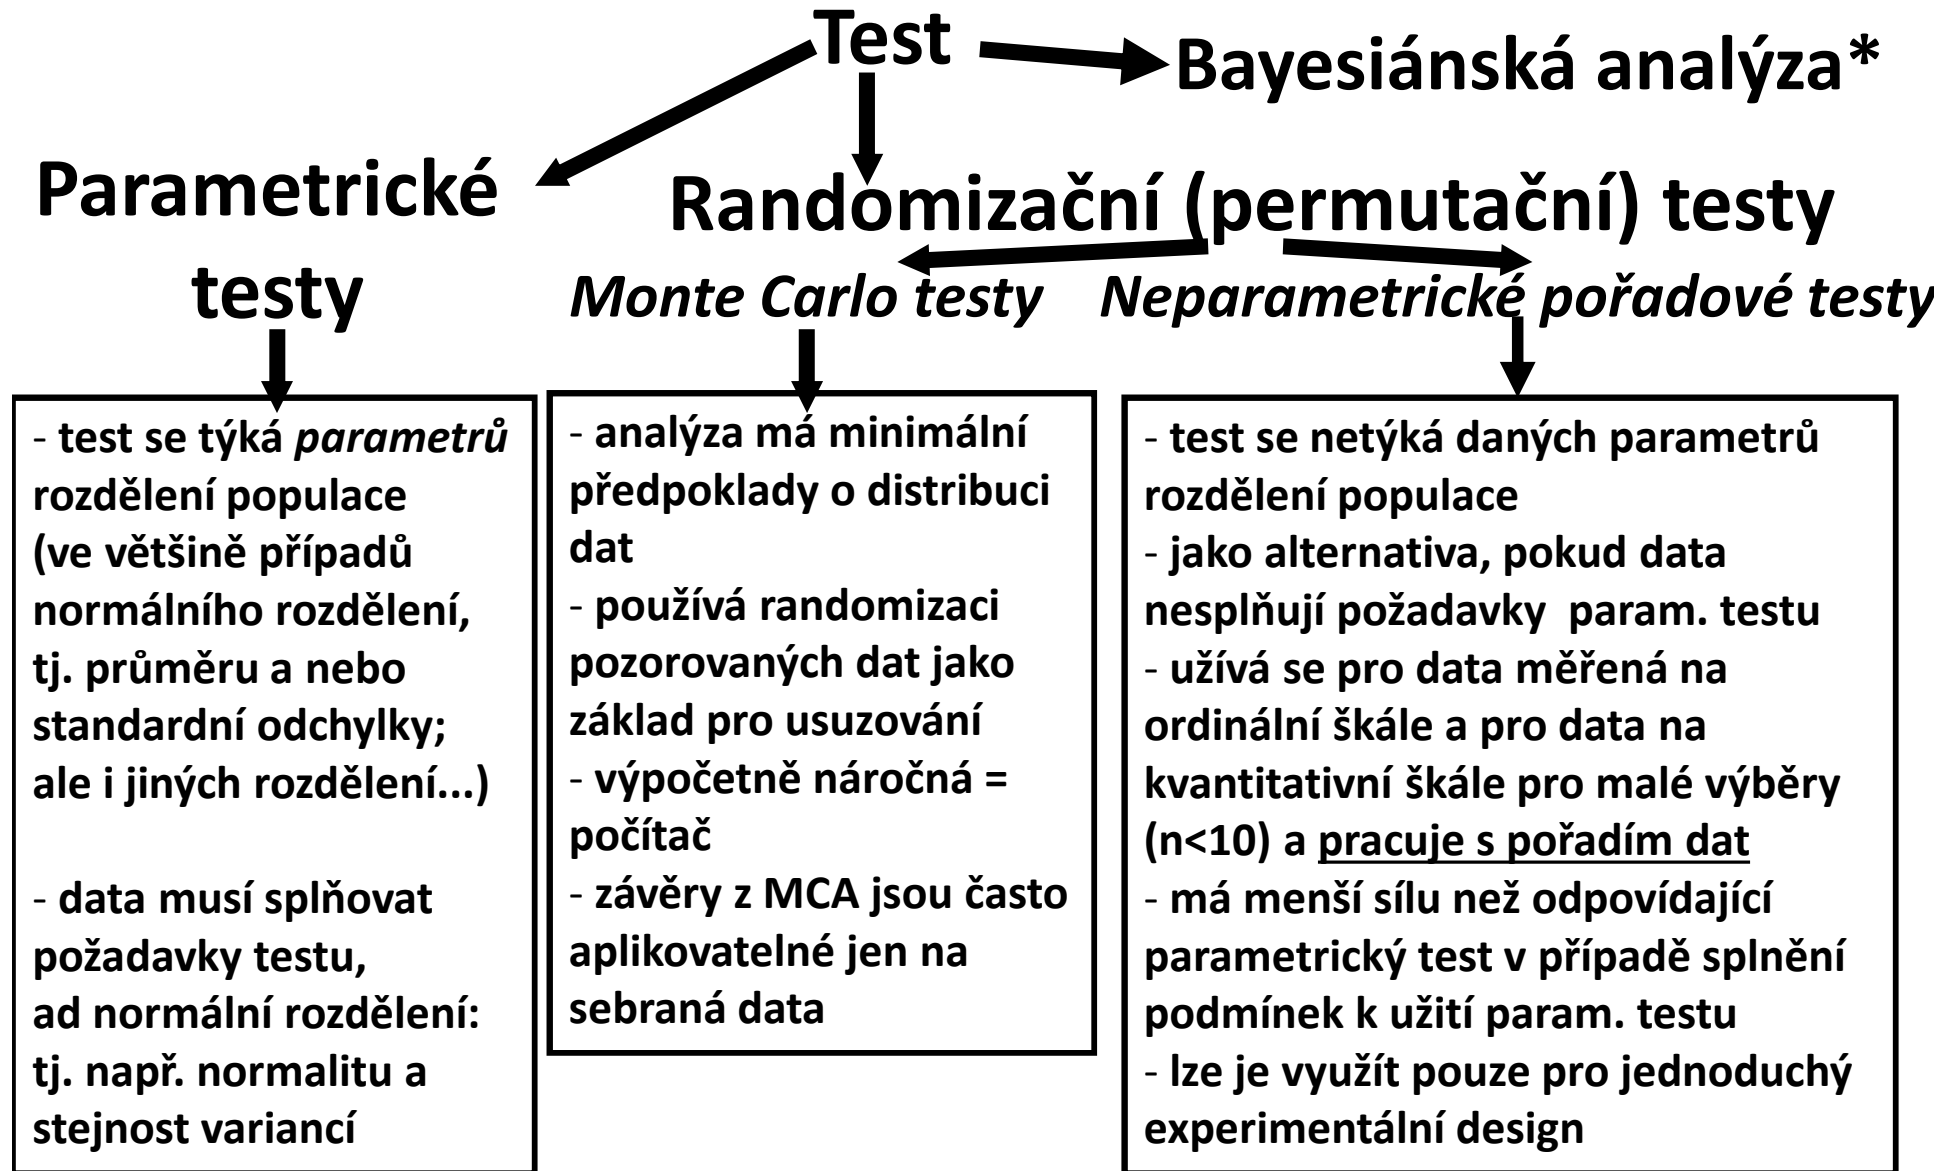 Test
Bayesiánská analýza*
Parametrické
testy
Randomizační (permutační) testy
Monte Carlo testy
Neparametrické pořadové testy
- test se týká parametrů
rozdělení populace
(ve většině případů
normálního rozdělení,
tj. průměru a nebo
standardní odchylky;
ale i jiných rozdělení...)
- data musí splňovat
požadavky testu,
ad normální rozdělení:
tj. např. normalitu a
stejnost variancí
- analýza má minimální
předpoklady o distribuci
dat
- používá randomizaci
pozorovaných dat jako
základ pro usuzování
- výpočetně náročná =
počítač
- závěry z MCA jsou často
aplikovatelné jen na
sebraná data
- test se netýká daných parametrů
rozdělení populace
- jako alternativa, pokud data
nesplňují požadavky  param. testu
- užívá se pro data měřená na
ordinální škále a pro data na
kvantitativní škále pro malé výběry
(n<10) a pracuje s pořadím dat
- má menší sílu než odpovídající
parametrický test v případě splnění
podmínek k užití param. testu
- lze je využít pouze pro jednoduchý
experimentální design